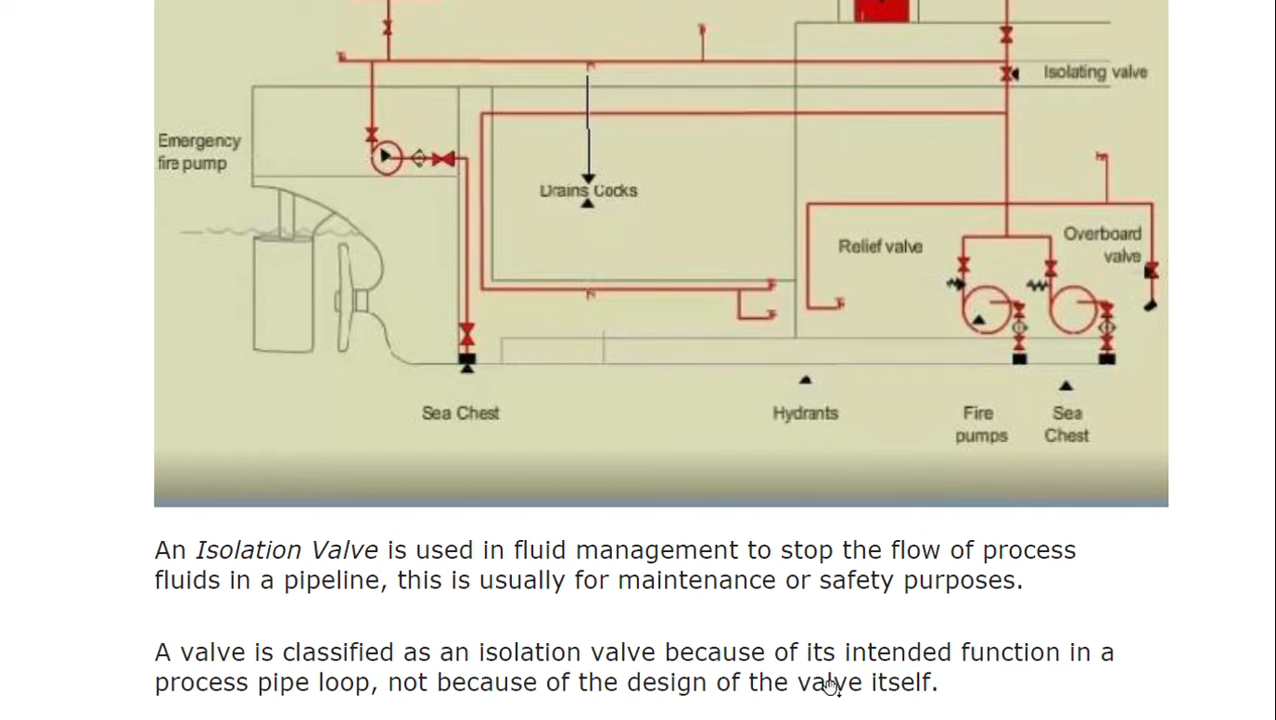 Isolating valve
Emergency
fire pump
Drains Cocks
Relief valve
Overboard
valve
Sea Chest
Hydrants
Fire
pumps
Sea
Chest
An Isolation Valve is used in fluid management to stop the flow of process
fluids in a pipeline, this is usually for maintenance or safety purposes.
A valve is classified as an isolation valve because of its intended function in a
process pipe loop, not because of the design of the valve itself.